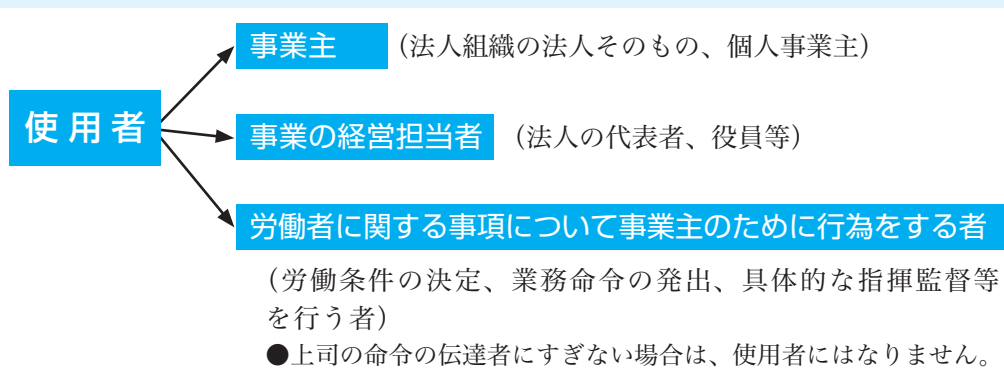 事業主 (法人組織の法人そのもの、個人事業主)
使用者
事業の経営担当者 (法人の代表者、役員等)
労働者に関する事項について事業主のために行為をする者
(労働条件の決定、業務命令の発出、具体的な指揮監督等
を行う者)
●上司の命令の伝達者にすぎない場合は、使用者にはなりません。